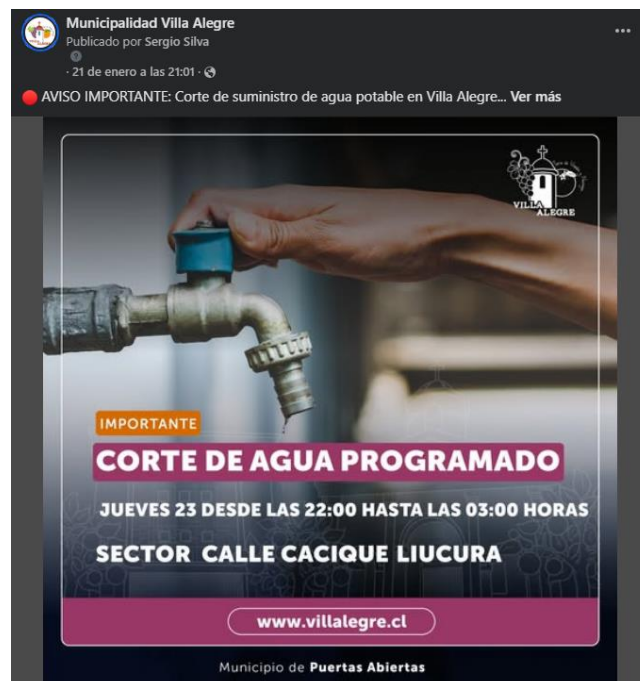 Municipalidad Villa Alegre
Publicado por Sergio Silva
· 21 de enero a las 21:01 ·
AVISO IMPORTANTE: Corte de suministro de agua potable en Villa Alegre... Ver más
VILLA
ALEGRE
IMPORTANTE
CORTE DE AGUA PROGRAMADO
JUEVES 23 DESDE LAS 22:00 HASTA LAS 03:00 HORAS
SECTOR CALLE CACIQUE LIUCURA
www.villalegre.cl
Municipio de Puertas Abiertas